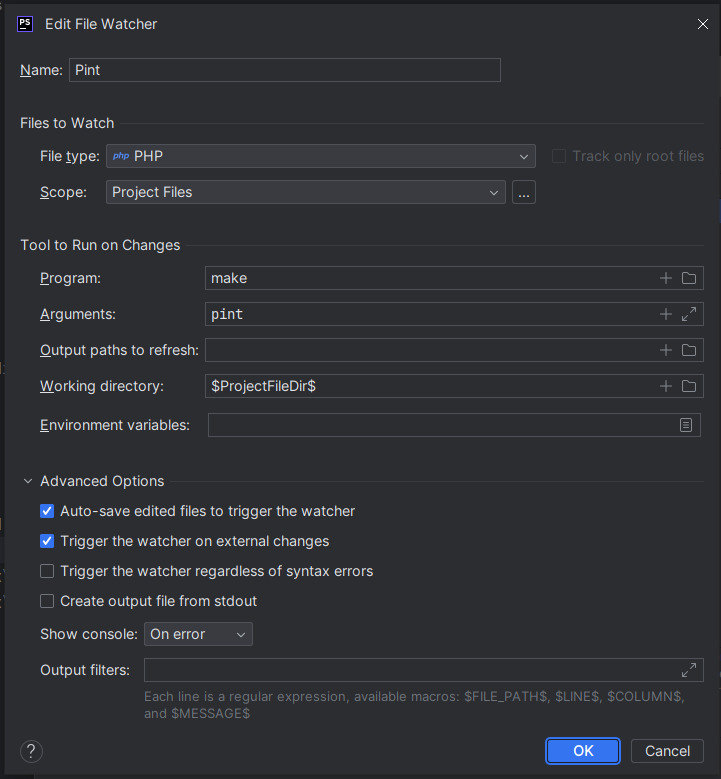 PS Edit File Watcher
Name: Pint
Files to Watch
File type: php PHP Track only root files
Scope: Project Files ...
Tool to Run on Changes
Program: make
Arguments: pint
Output paths to refresh:
Working directory: $ProjectFileDir$
Environment variables:
Advanced Options
Auto-save edited files to trigger the watcher
Trigger the watcher on external changes
Trigger the watcher regardless of syntax errors
Create output file from stdout
Show console: On error
Output filters:
Each line is a regular expression, available macros: $FILE_PATH$, $LINE$, $COLUMN$,
and $MESSAGE$
? OK Cancel